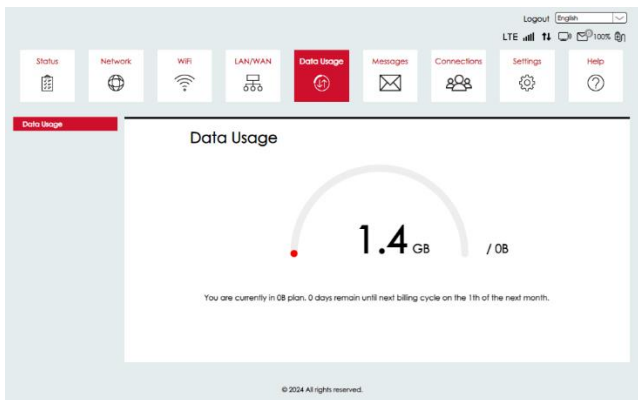 Logout English
LTE 100%
Status Network WiFi LAN/WAN Data Usage Messages Connections Settings Help
Data Usage
Data Usage
1.4 GB / 0B
You are currently in 0B plan. 0 days remain until next billing cycle on the 1th of the next month.
© 2024 All rights reserved.